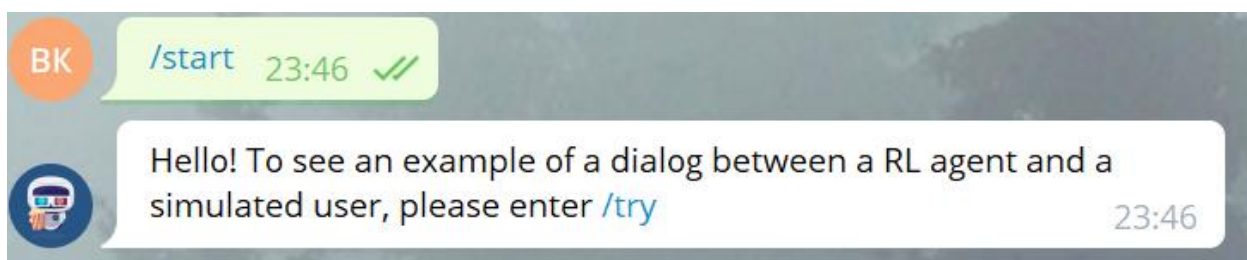 BK
/start 23:46
Hello! To see an example of a dialog between a RL agent and a
simulated user, please enter /try
23:46